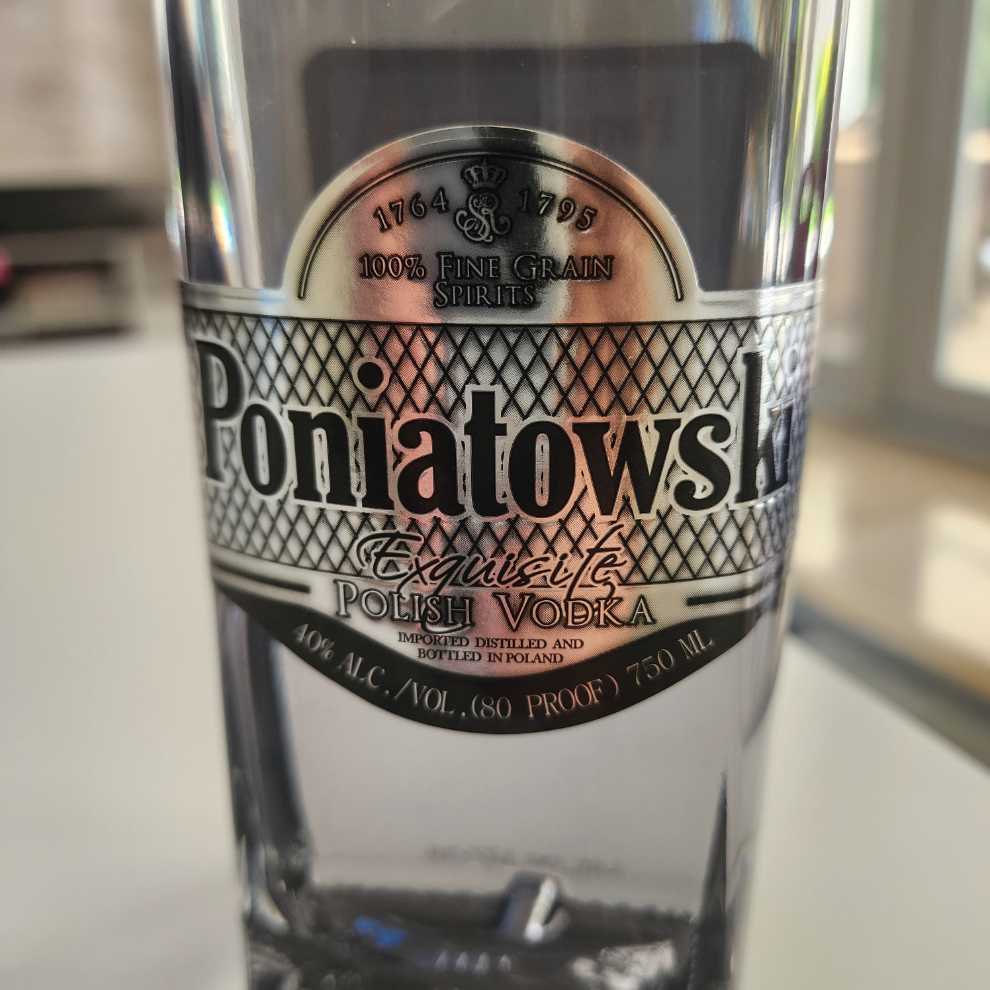 1764 1795
100% FINE GRAIN
SPIRITS
Poniatowski
Exquisite
POLISH VODKA
IMPORTED DISTILLED AND
BOTTLED IN POLAND
40% ALC./VOL.(80 PROOF) 750 ML